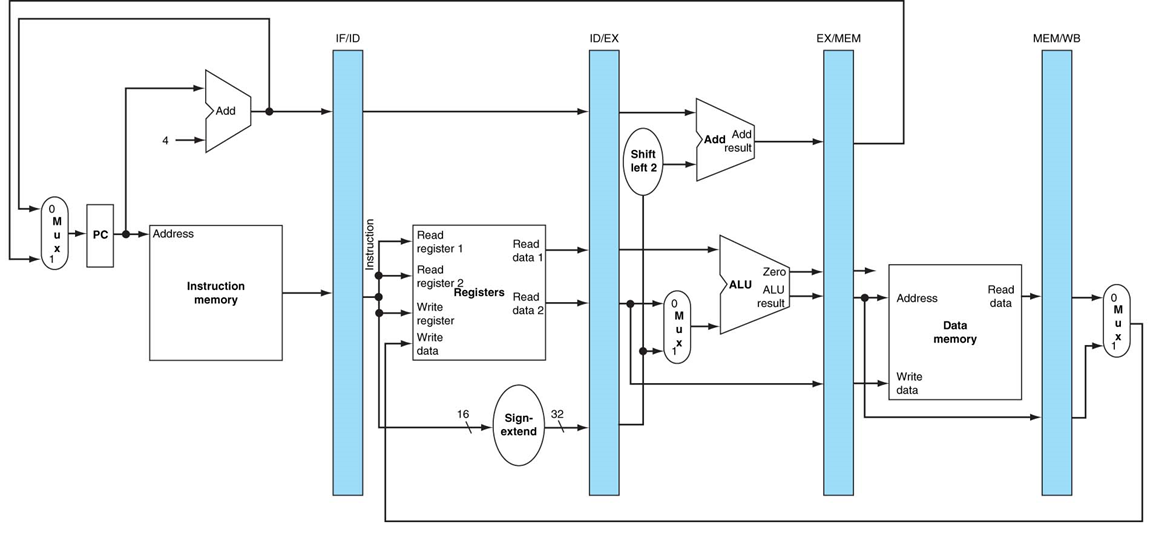 IF/ID
ID/EX
EX/MEM
MEM/WB
Add
4
Add
Add
result
Shift
left 2
0
M
u
x
1
PC
Address
Instruction
memory
Instruction
Read
register 1
Read
register 2
Registers
Write
register
Write
data
Read
data 1
Read
data 2
16
Sign-
extend
32
0
M
u
x
1
ALU
Zero
ALU
result
Address
Read
data
Data
memory
Write
data
0
M
u
x
1